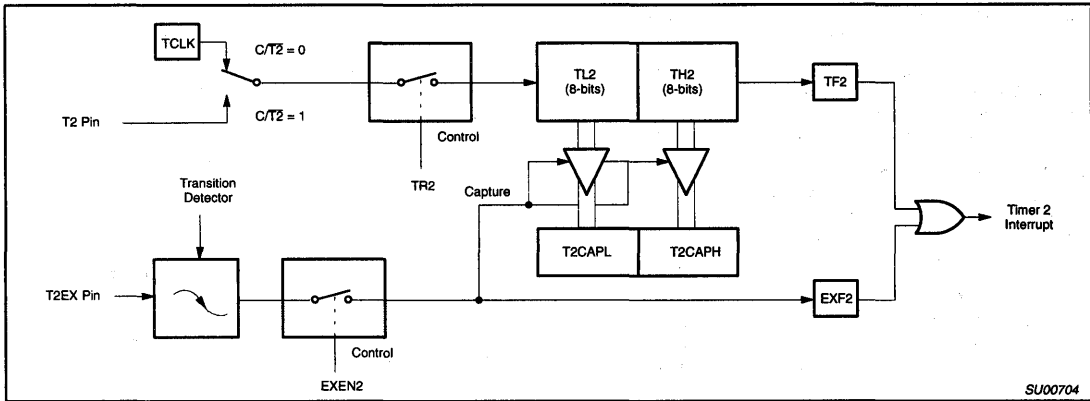 TCLK
C/T2 = 0
C/T2 = 1
T2 Pin
Control
TR2
TL2
(8-bits)
TH2
(8-bits)
TF2
Capture
Transition
Detector
T2CAPL
T2CAPH
Timer 2
Interrupt
T2EX Pin
Control
EXEN2
EXF2
SU00704